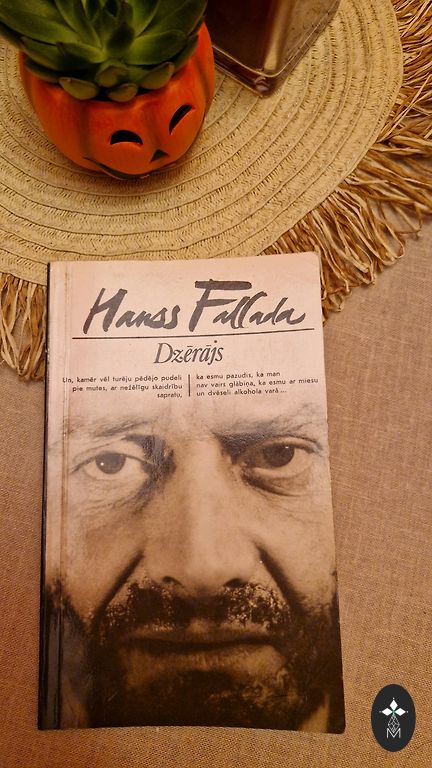 Hanss Fallada
Dzērājs
Un, kamēr vēl turēju pēdējo pudeli
pie mutes, ar nežēlīgu skaidrību
sapratu,
ka esmu pazudis, ka man
nav vairs glābiņa, ka esmu ar miesu
un dvēseli alkohola varā...
M